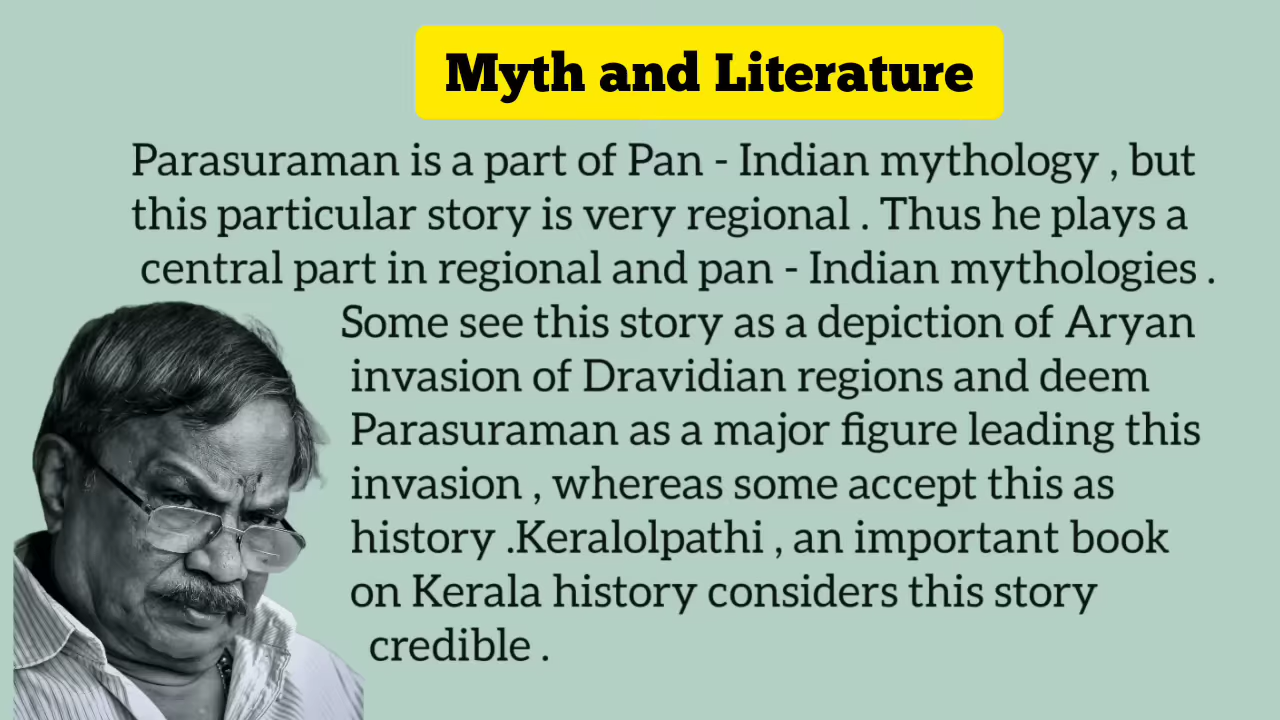 Myth and Literature
Parasuraman is a part of Pan - Indian mythology , but
this particular story is very regional . Thus he plays a
central part in regional and pan - Indian mythologies .
Some see this story as a depiction of Aryan
invasion of Dravidian regions and deem
Parasuraman as a major figure leading this
invasion , whereas some accept this as
history .Keralolpathi , an important book
on Kerala history considers this story
credible .